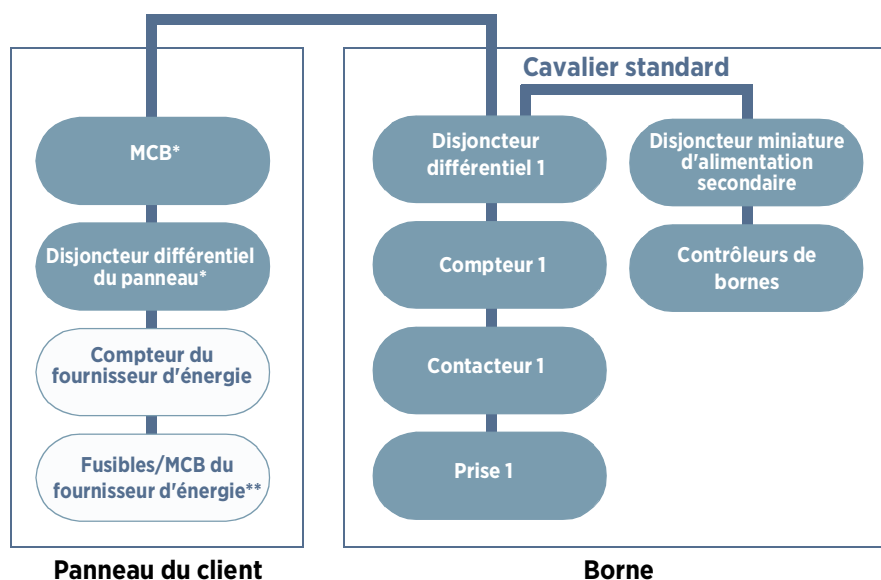 MCB*
Disjoncteur différentiel
du panneau*
Compteur du
fournisseur d'énergie
Fusibles/MCB du
fournisseur d'énergie**
Panneau du client
Cavalier standard
Disjoncteur
différentiel 1
Compteur 1
Contacteur 1
Prise 1
Disjoncteur miniature
d'alimentation
secondaire
Contrôleurs de
bornes
Borne